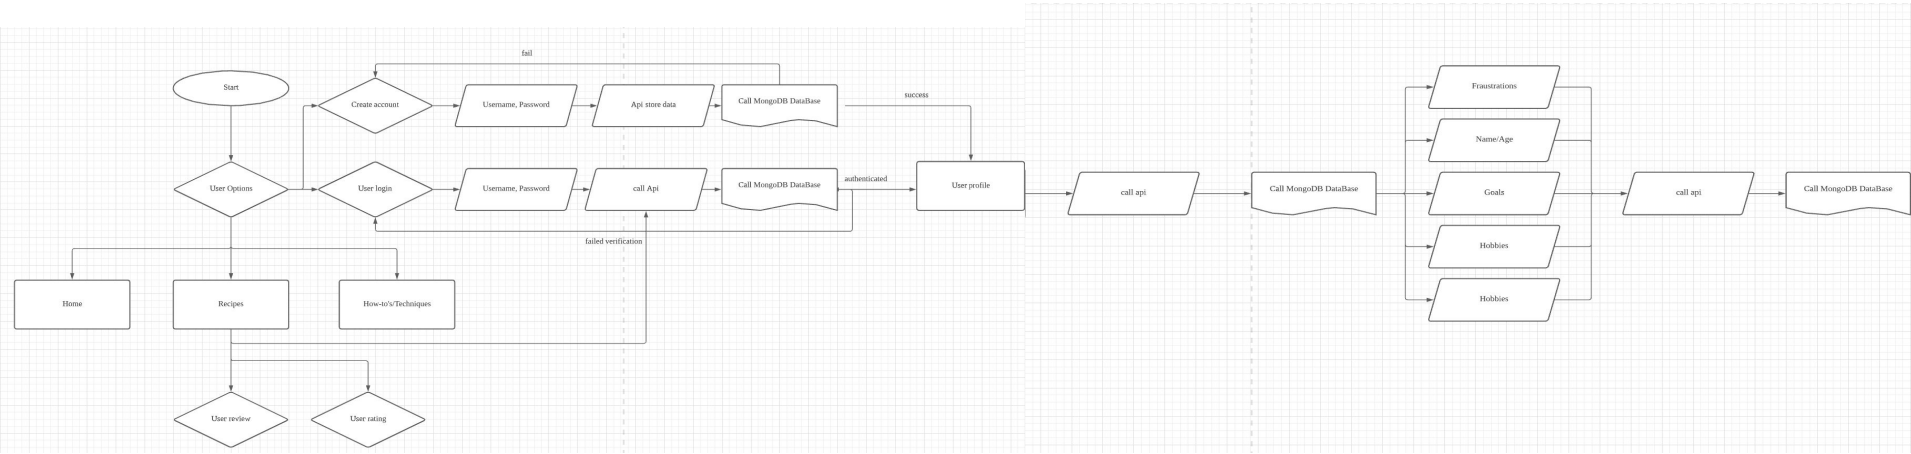 fail
Start
Create account
Username, Password
Api store data
Call MongoDB DataBase
success
User Options
User login
Username, Password
call Api
Call MongoDB DataBase
authenticated
User profile
failed verification
Home
Recipes
How-to's/Techniques
User review
User rating
call api
Call MongoDB DataBase
Fraustrations
Name/Age
Goals
Hobbies
Hobbies
call api
Call MongoDB DataBase